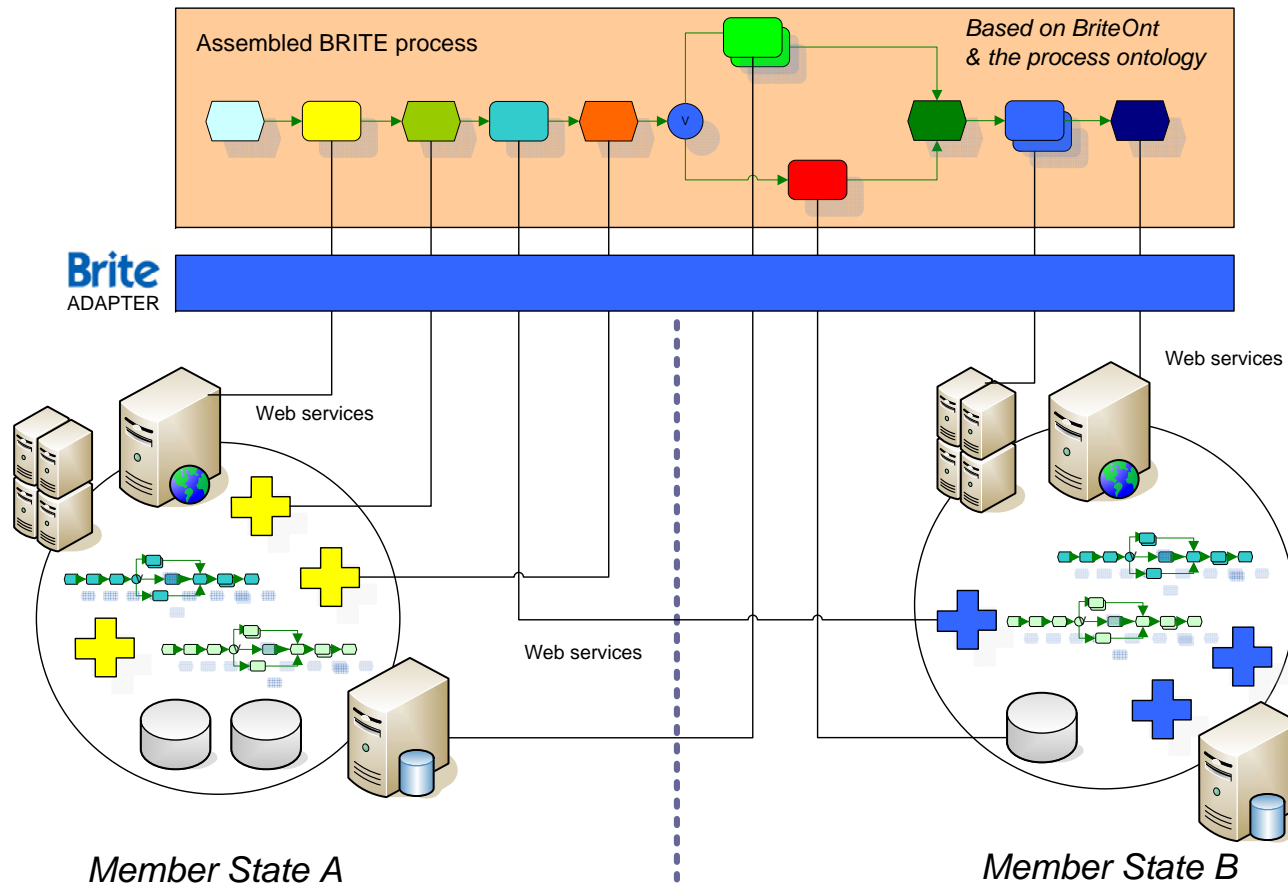 Assembled BRITE process
Based on BriteOnt
& the process ontology
V
Brite
ADAPTER
Web services
Web services
Web services
Member State A
Member State B